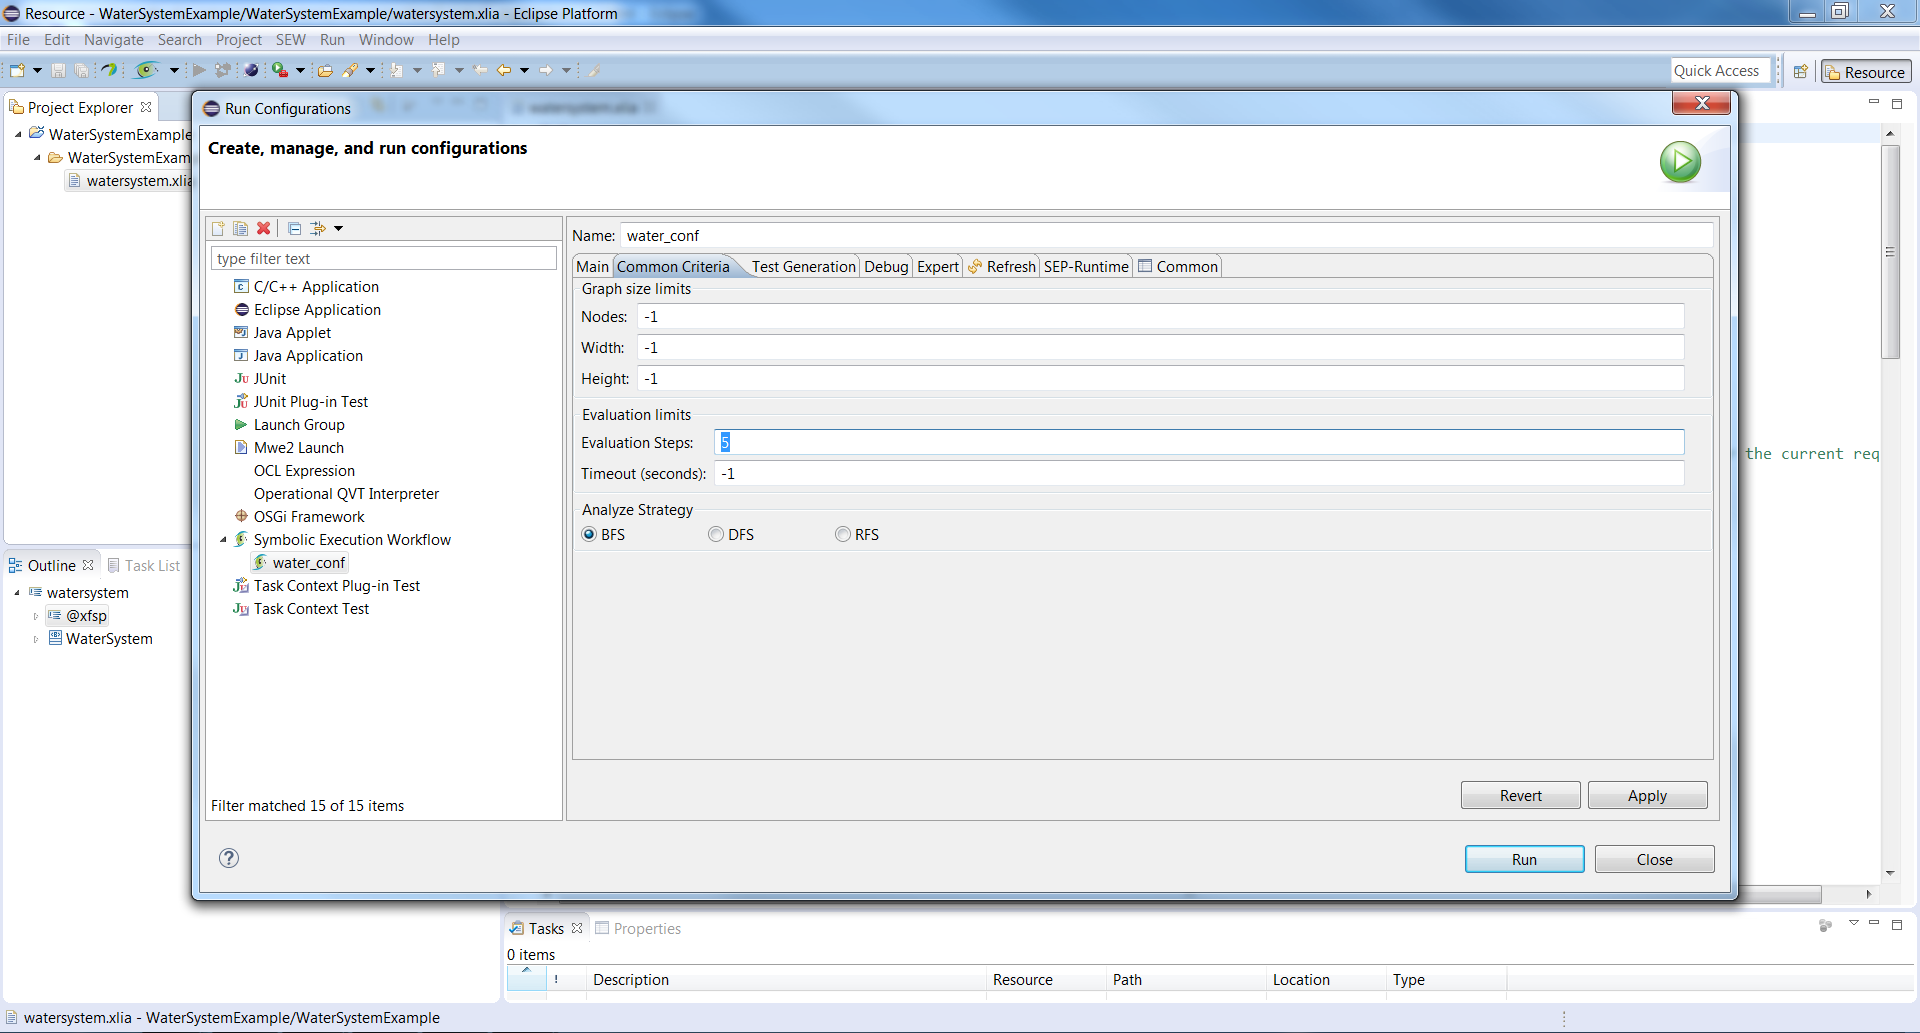 Resource - WaterSystemExample/WaterSystemExample/watersystem.xlia - Eclipse Platform
File Edit Navigate Search Project SEW Run Window Help
Quick Access Resource
Project Explorer
WaterSystemExample
WaterSystemExam
watersystem.xlia
Run Configurations
Create, manage, and run configurations
type filter text
C/C++ Application
Eclipse Application
Java Applet
Java Application
JUnit
JUnit Plug-in Test
Launch Group
Mwe2 Launch
OCL Expression
Operational QVT Interpreter
OSGi Framework
Symbolic Execution Workflow
water_conf
Task Context Plug-in Test
Task Context Test
Filter matched 15 of 15 items
Name: water_conf
Main Common Criteria Test Generation Debug Expert Refresh SEP-Runtime Common
Graph size limits
Nodes: -1
Width: -1
Height: -1
Evaluation limits
Evaluation Steps: 5
Timeout (seconds): -1
Analyze Strategy
BFS DFS RFS
Revert Apply
Run Close
the current req
Outline Task List
watersystem
@xfsp
WaterSystem
Tasks Properties
0 items
! Description Resource Path Location Type
watersystem.xlia - WaterSystemExample/WaterSystemExample